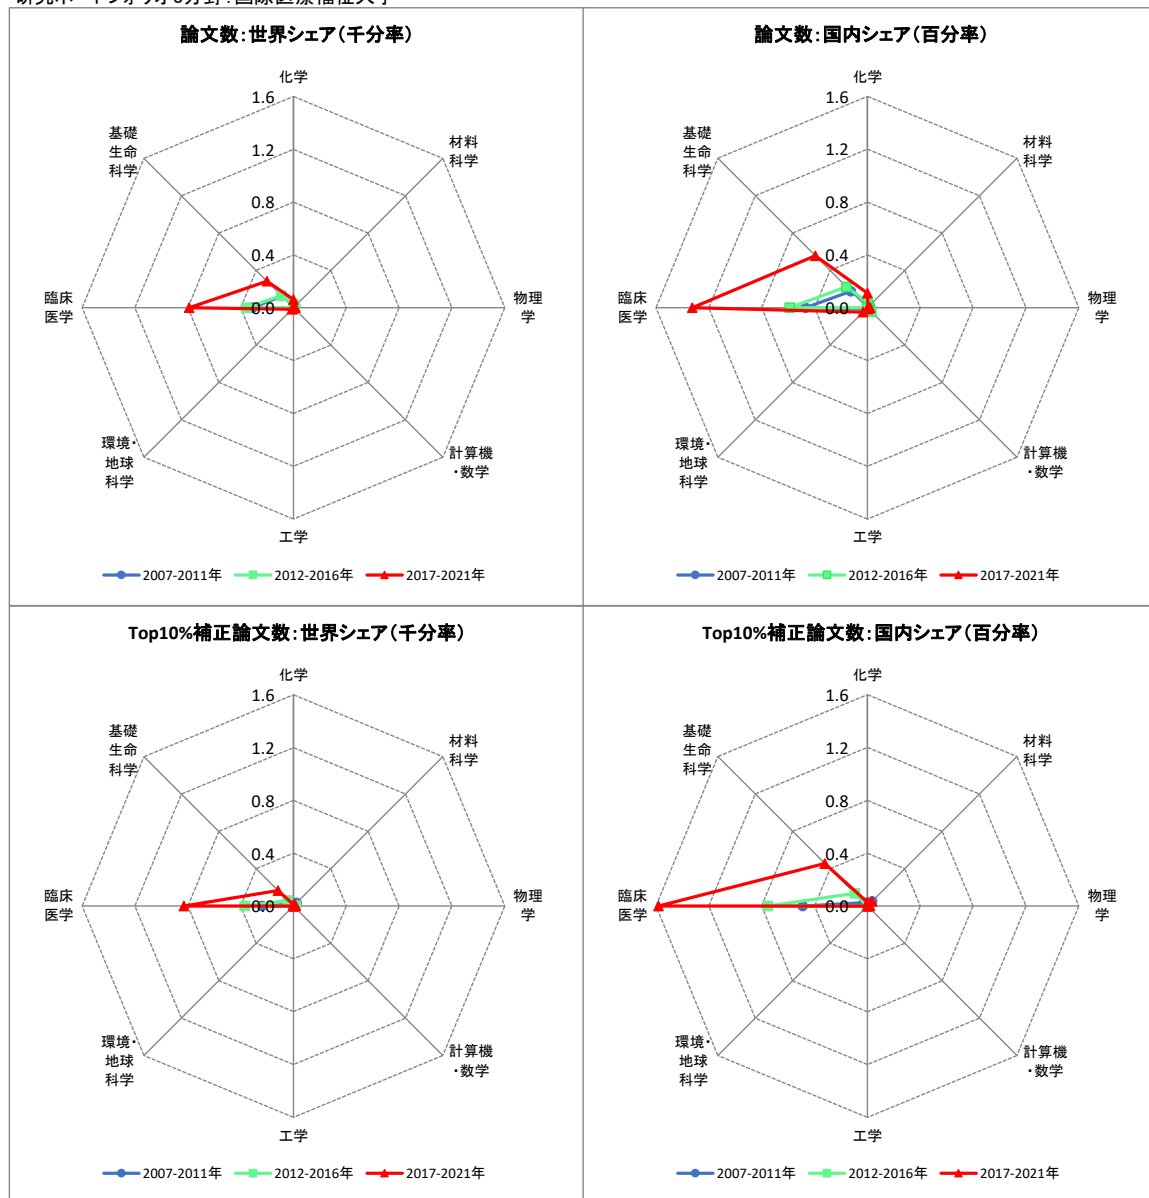 論文数：世界シェア（千分率）
化学
1.6
1.2
0.8
0.4
0.0
材料
科学
物理
学
計算機
・数学
工学
環境・
地球
科学
臨床
医学
基礎
生命
科学
2007-2011年 2012-2016年 2017-2021年
論文数：国内シェア（百分率）
化学
1.6
1.2
0.8
0.4
0.0
材料
科学
物理
学
計算機
・数学
工学
環境・
地球
科学
臨床
医学
基礎
生命
科学
2007-2011年 2012-2016年 2017-2021年
Top10%補正論文数：世界シェア（千分率）
化学
1.6
1.2
0.8
0.4
0.0
材料
科学
物理
学
計算機
・数学
工学
環境・
地球
科学
臨床
医学
基礎
生命
科学
2007-2011年 2012-2016年 2017-2021年
Top10%補正論文数：国内シェア（百分率）
化学
1.6
1.2
0.8
0.4
0.0
材料
科学
物理
学
計算機
・数学
工学
環境・
地球
科学
臨床
医学
基礎
生命
科学
2007-2011年 2012-2016年 2017-2021年